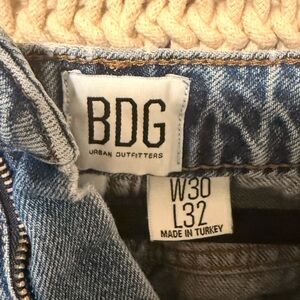 BDG
URBAN OUTFITTERS
W30
L32
MADE IN TURKEY